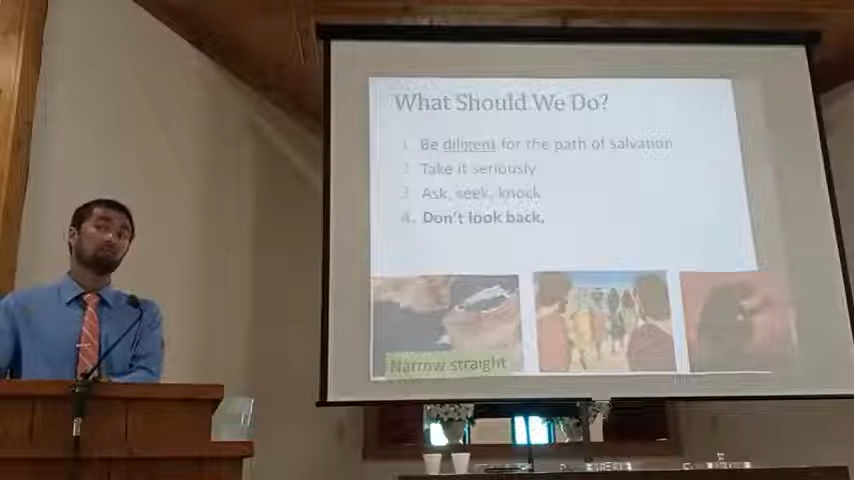 What Should We Do?
1. Be diligent for the path of salvation
2. Take it seriously
3. Ask, seek, knock
4. Don't look back.
Narrow straight